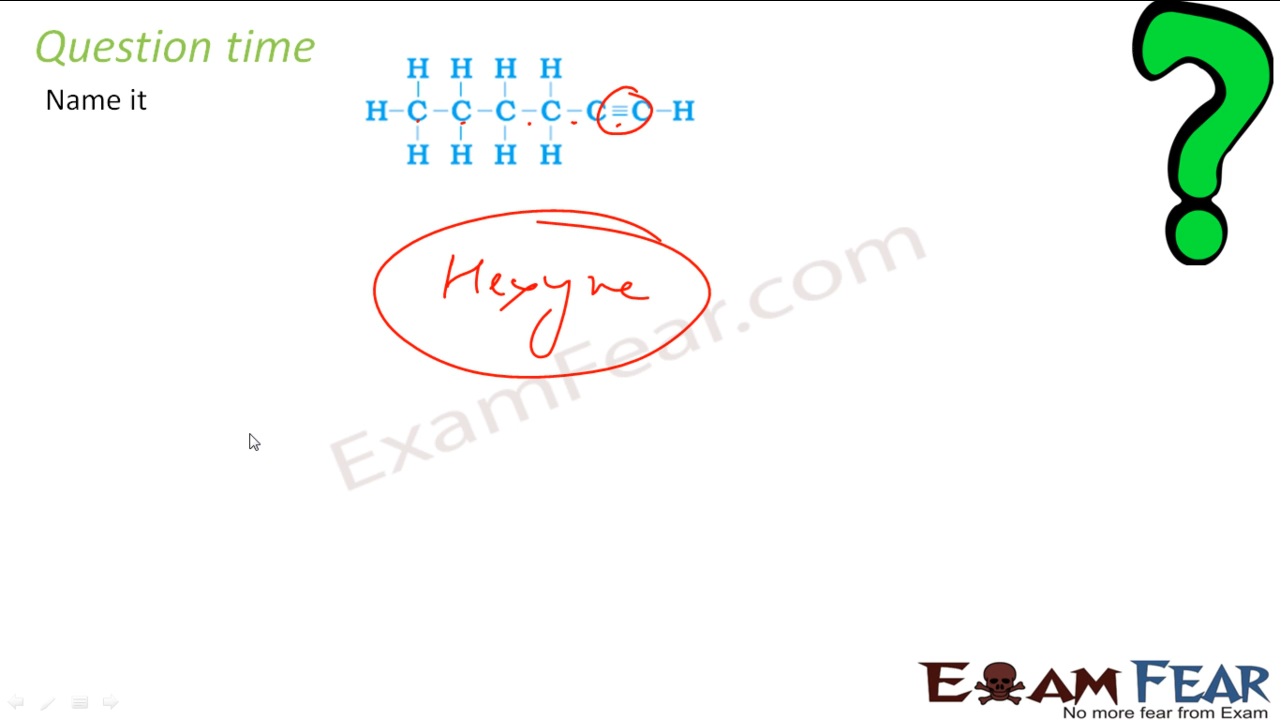 Question time
Name it
H H H H
H-C-C-C-C-C≡C-H
H H H H
Hexyne
ExamFear.com
EXAM FEAR
No more fear from Exam